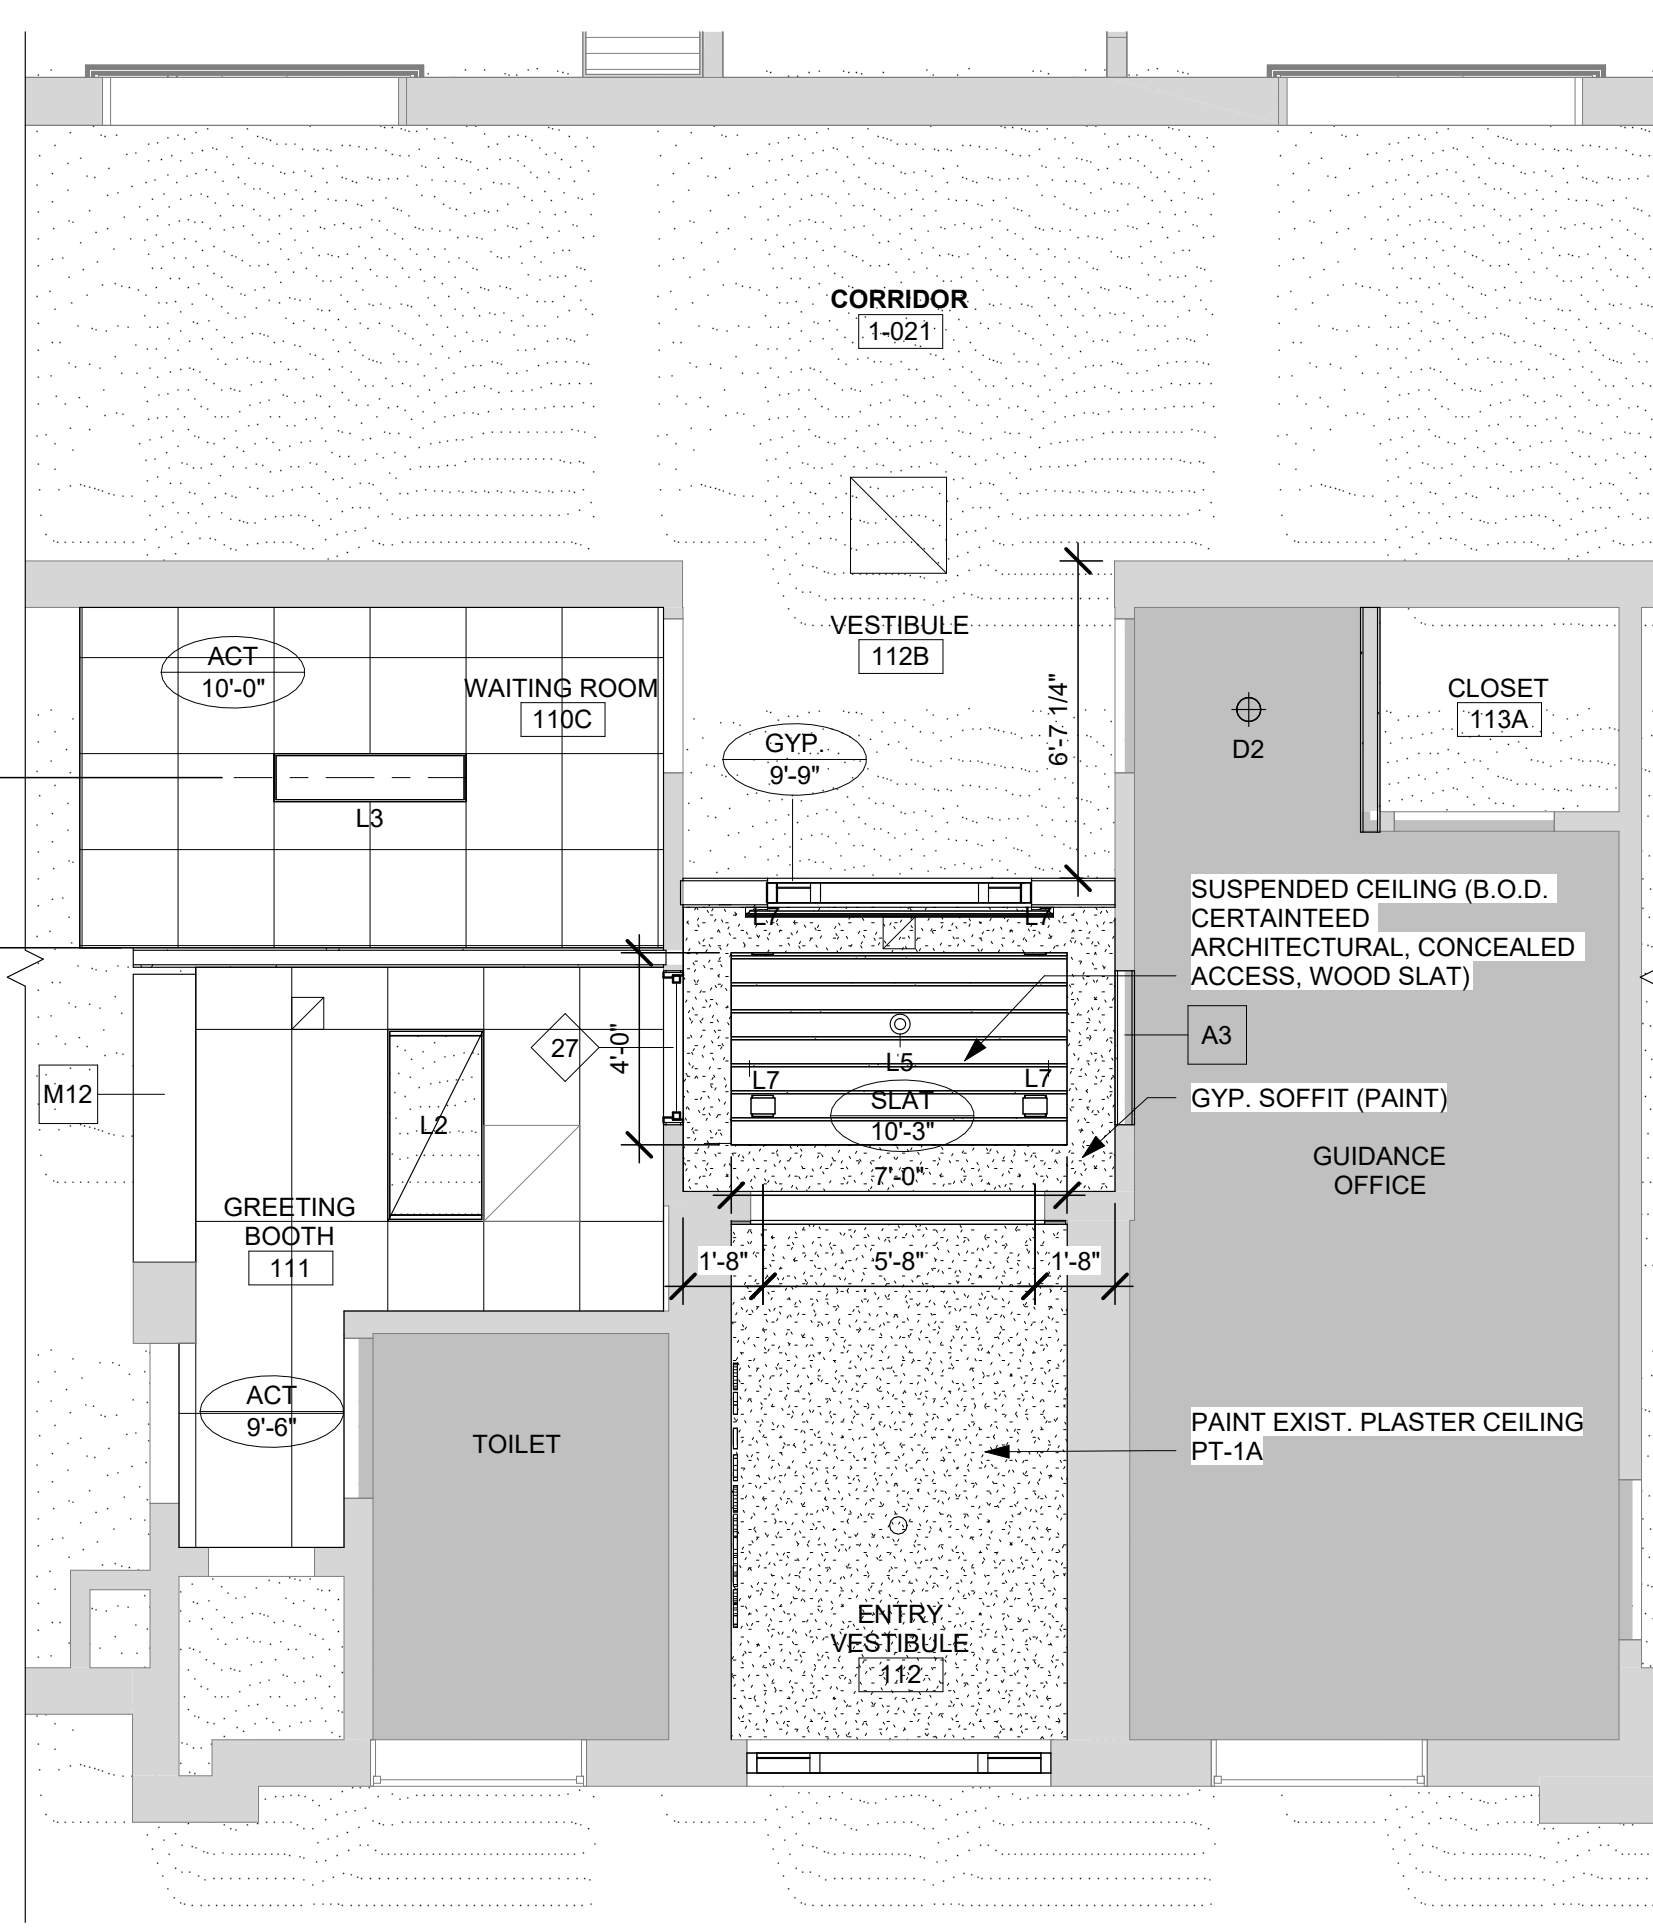 CORRIDOR
1-021
VESTIBULE
112B
ACT
10'-0"
WAITING ROOM
110C
L3
GYP.
9'-9"
6'-7 1/4"
D2
CLOSET
113A
L7
L7
SUSPENDED CEILING (B.O.D.
CERTAINTEED
ARCHITECTURAL, CONCEALED
ACCESS, WOOD SLAT)
A3
27
4'-0"
L5
L7
L7
SLAT
10'-3"
7'-0"
GYP. SOFFIT (PAINT)
M12
L2
GUIDANCE
OFFICE
GREETING
BOOTH
111
1'-8"
5'-8"
1'-8"
ACT
9'-6"
TOILET
PAINT EXIST. PLASTER CEILING
PT-1A
ENTRY
VESTIBULE
112